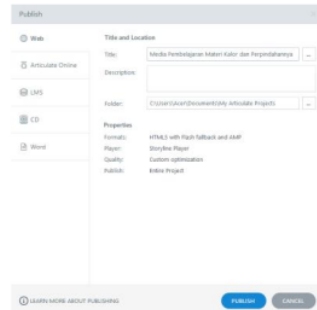 Publish
Web
Articulate Online
LMS
CD
Word
Title and Location
Title: Media Pembelajaran Materi Kalor dan Perpindahannya ...
Description:
Folder: C:\Users\User\Documents\My Articulate Projects ...
Properties
Formats: HTML5 with Flash fallback and AMP
Player: Storyline Player
Quality: Custom optimization
Publish: Entire Project
LEARN MORE ABOUT PUBLISHING
PUBLISH
CANCEL